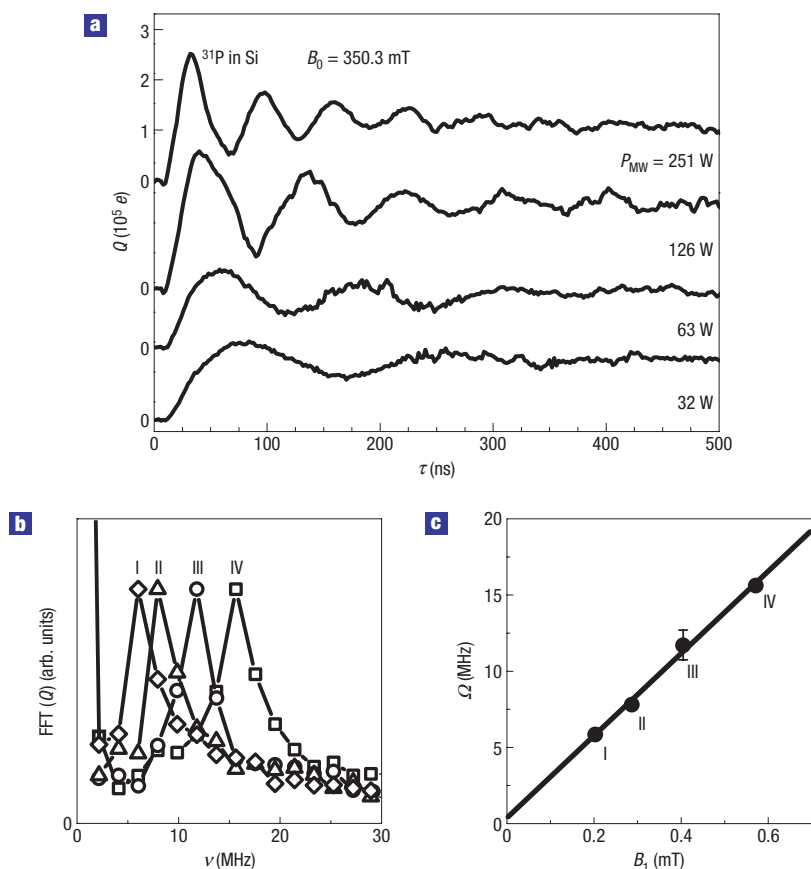 a
³¹P in Si
B₀ = 350.3 mT
3
2
1
0
P_MW = 251 W
0
126 W
0
63 W
0
32 W
Q (10⁵ e)
0
100
200
300
400
500
τ (ns)
b
I
II
III
IV
FFT (Q) (arb. units)
0
0
10
20
30
ν (MHz)
c
20
15
10
5
0
Ω (MHz)
I
II
III
IV
0
0.2
0.4
0.6
B₁ (mT)